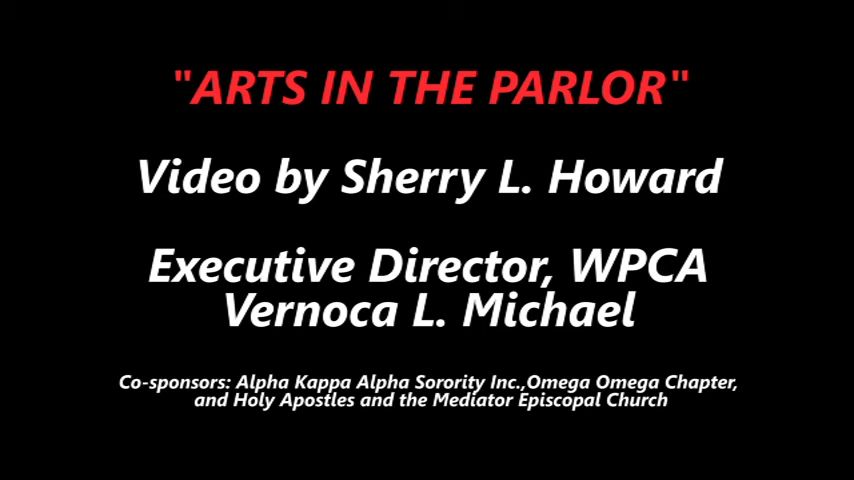 "ARTS IN THE PARLOR"
Video by Sherry L. Howard
Executive Director, WPCA
Vernoca L. Michael
Co-sponsors: Alpha Kappa Alpha Sorority Inc.,Omega Omega Chapter,
and Holy Apostles and the Mediator Episcopal Church